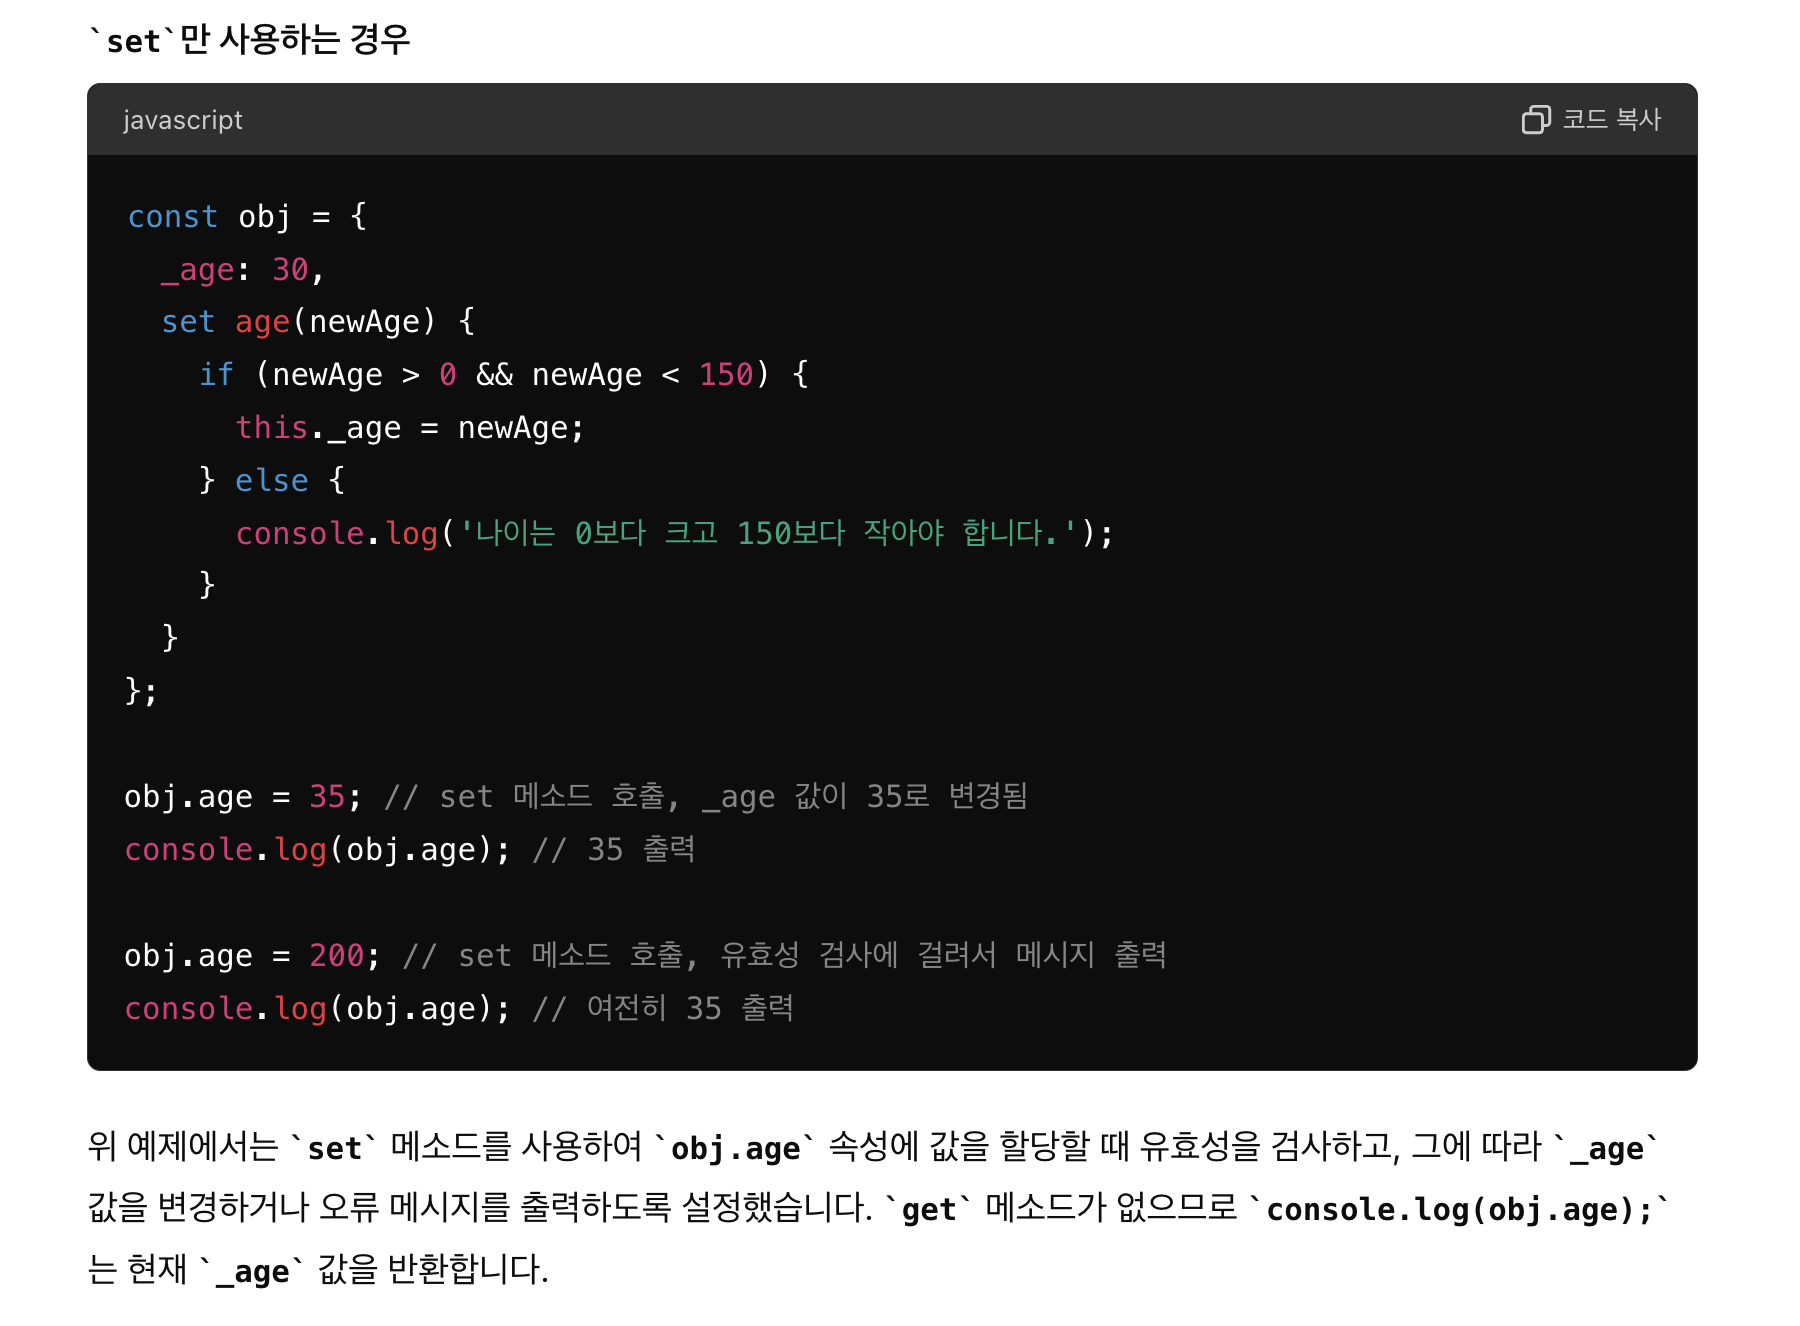 `set`만 사용하는 경우
javascript
코드 복사
const obj = {
  _age: 30,
  set age(newAge) {
    if (newAge > 0 && newAge < 150) {
      this._age = newAge;
    } else {
      console.log('나이는 0보다 크고 150보다 작아야 합니다.');
    }
  }
};
obj.age = 35; // set 메소드 호출, _age 값이 35로 변경됨
console.log(obj.age); // 35 출력
obj.age = 200; // set 메소드 호출, 유효성 검사에 걸려서 메시지 출력
console.log(obj.age); // 여전히 35 출력
위 예제에서는 `set` 메소드를 사용하여 `obj.age` 속성에 값을 할당할 때 유효성을 검사하고, 그에 따라 `_age`
값을 변경하거나 오류 메시지를 출력하도록 설정했습니다. `get` 메소드가 없으므로 `console.log(obj.age);`
는 현재 `_age` 값을 반환합니다.